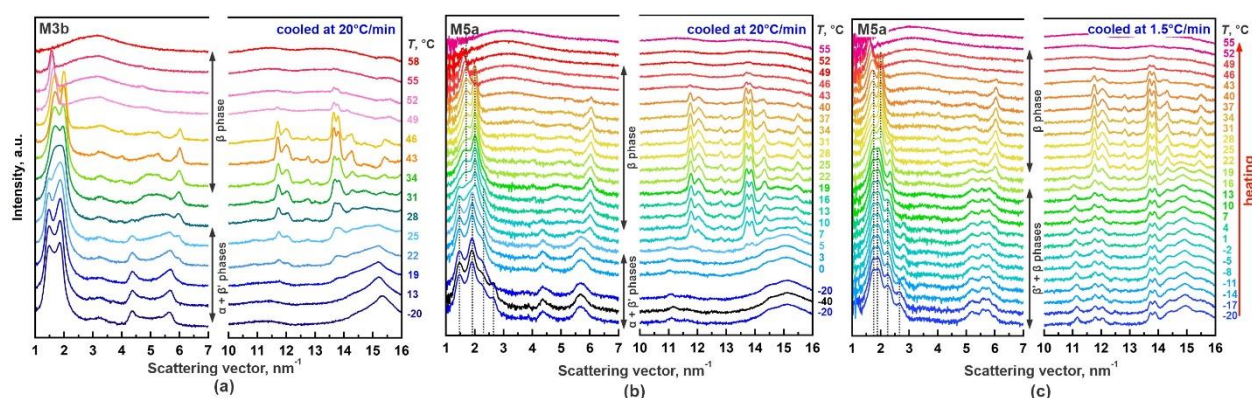 M3b
cooled at 20°C/min
T, °C
58
55
52
49
46
43
34
31
28
25
22
19
13
-20
β phase
α + β' phases
Intensity, a.u.
1 2 3 4 5 6 7 10 11 12 13 14 15 16
Scattering vector, nm-1
(a)
M5a
cooled at 20°C/min
T, °C
55
52
49
46
43
40
37
34
31
28
25
22
19
16
13
10
7
5
3
0
-20
-40
-20
β phase
α + β' phases
1 2 3 4 5 6 7 10 11 12 13 14 15 16
Scattering vector, nm-1
(b)
M5a
cooled at 1.5°C/min
T, °C
55
52
49
46
43
40
37
34
31
28
25
22
19
16
13
10
7
4
1
-2
-5
-8
-11
-14
-17
-20
β phase
β' + β phases
heating
1 2 3 4 5 6 7 10 11 12 13 14 15 16
Scattering vector, nm-1
(c)